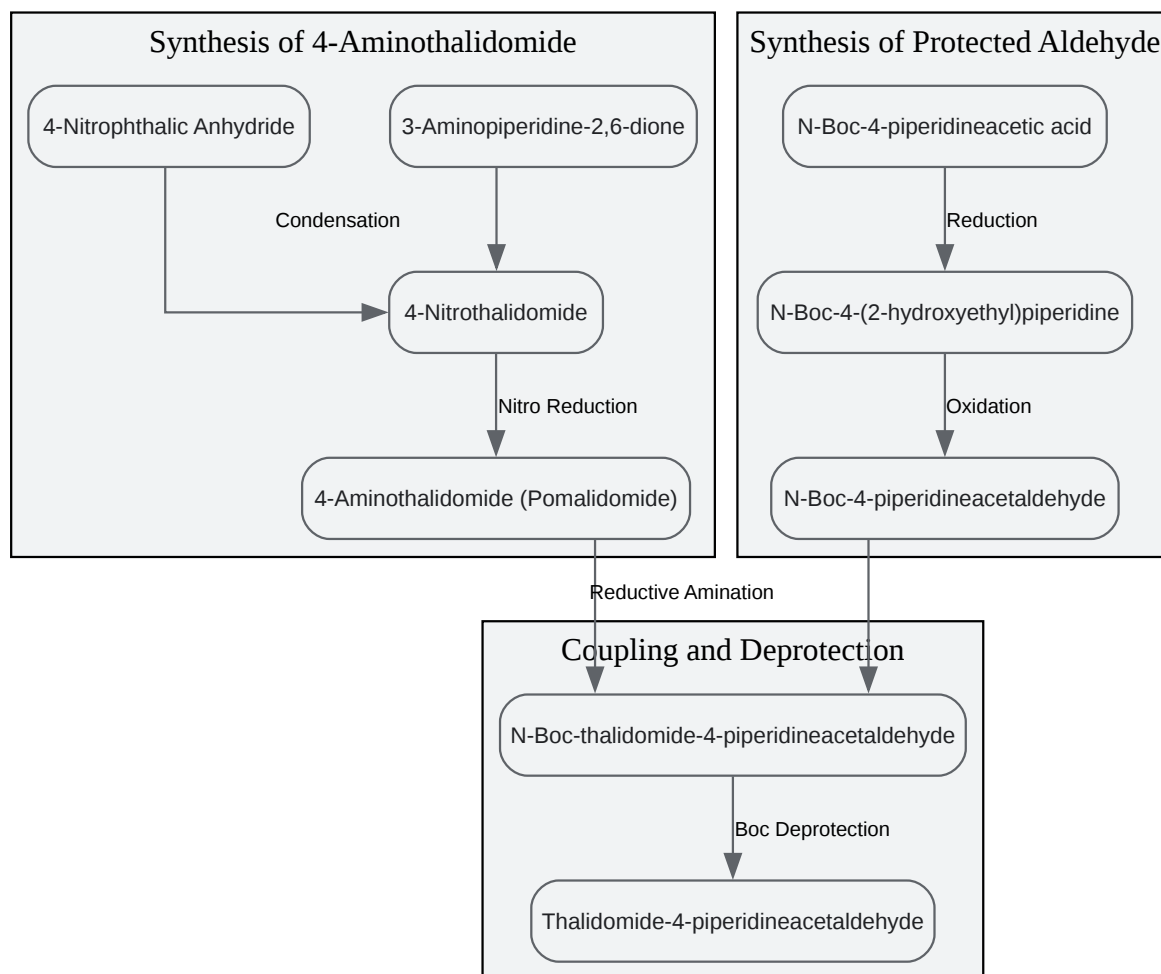 Synthesis of 4-Aminothalidomide
4-Nitrophthalic Anhydride
3-Aminopiperidine-2,6-dione
Condensation
4-Nitrothalidomide
Nitro Reduction
4-Aminothalidomide (Pomalidomide)
Synthesis of Protected Aldehyde
N-Boc-4-piperidineacetic acid
Reduction
N-Boc-4-(2-hydroxyethyl)piperidine
Oxidation
N-Boc-4-piperidineacetaldehyde
Reductive Amination
Coupling and Deprotection
N-Boc-thalidomide-4-piperidineacetaldehyde
Boc Deprotection
Thalidomide-4-piperidineacetaldehyde